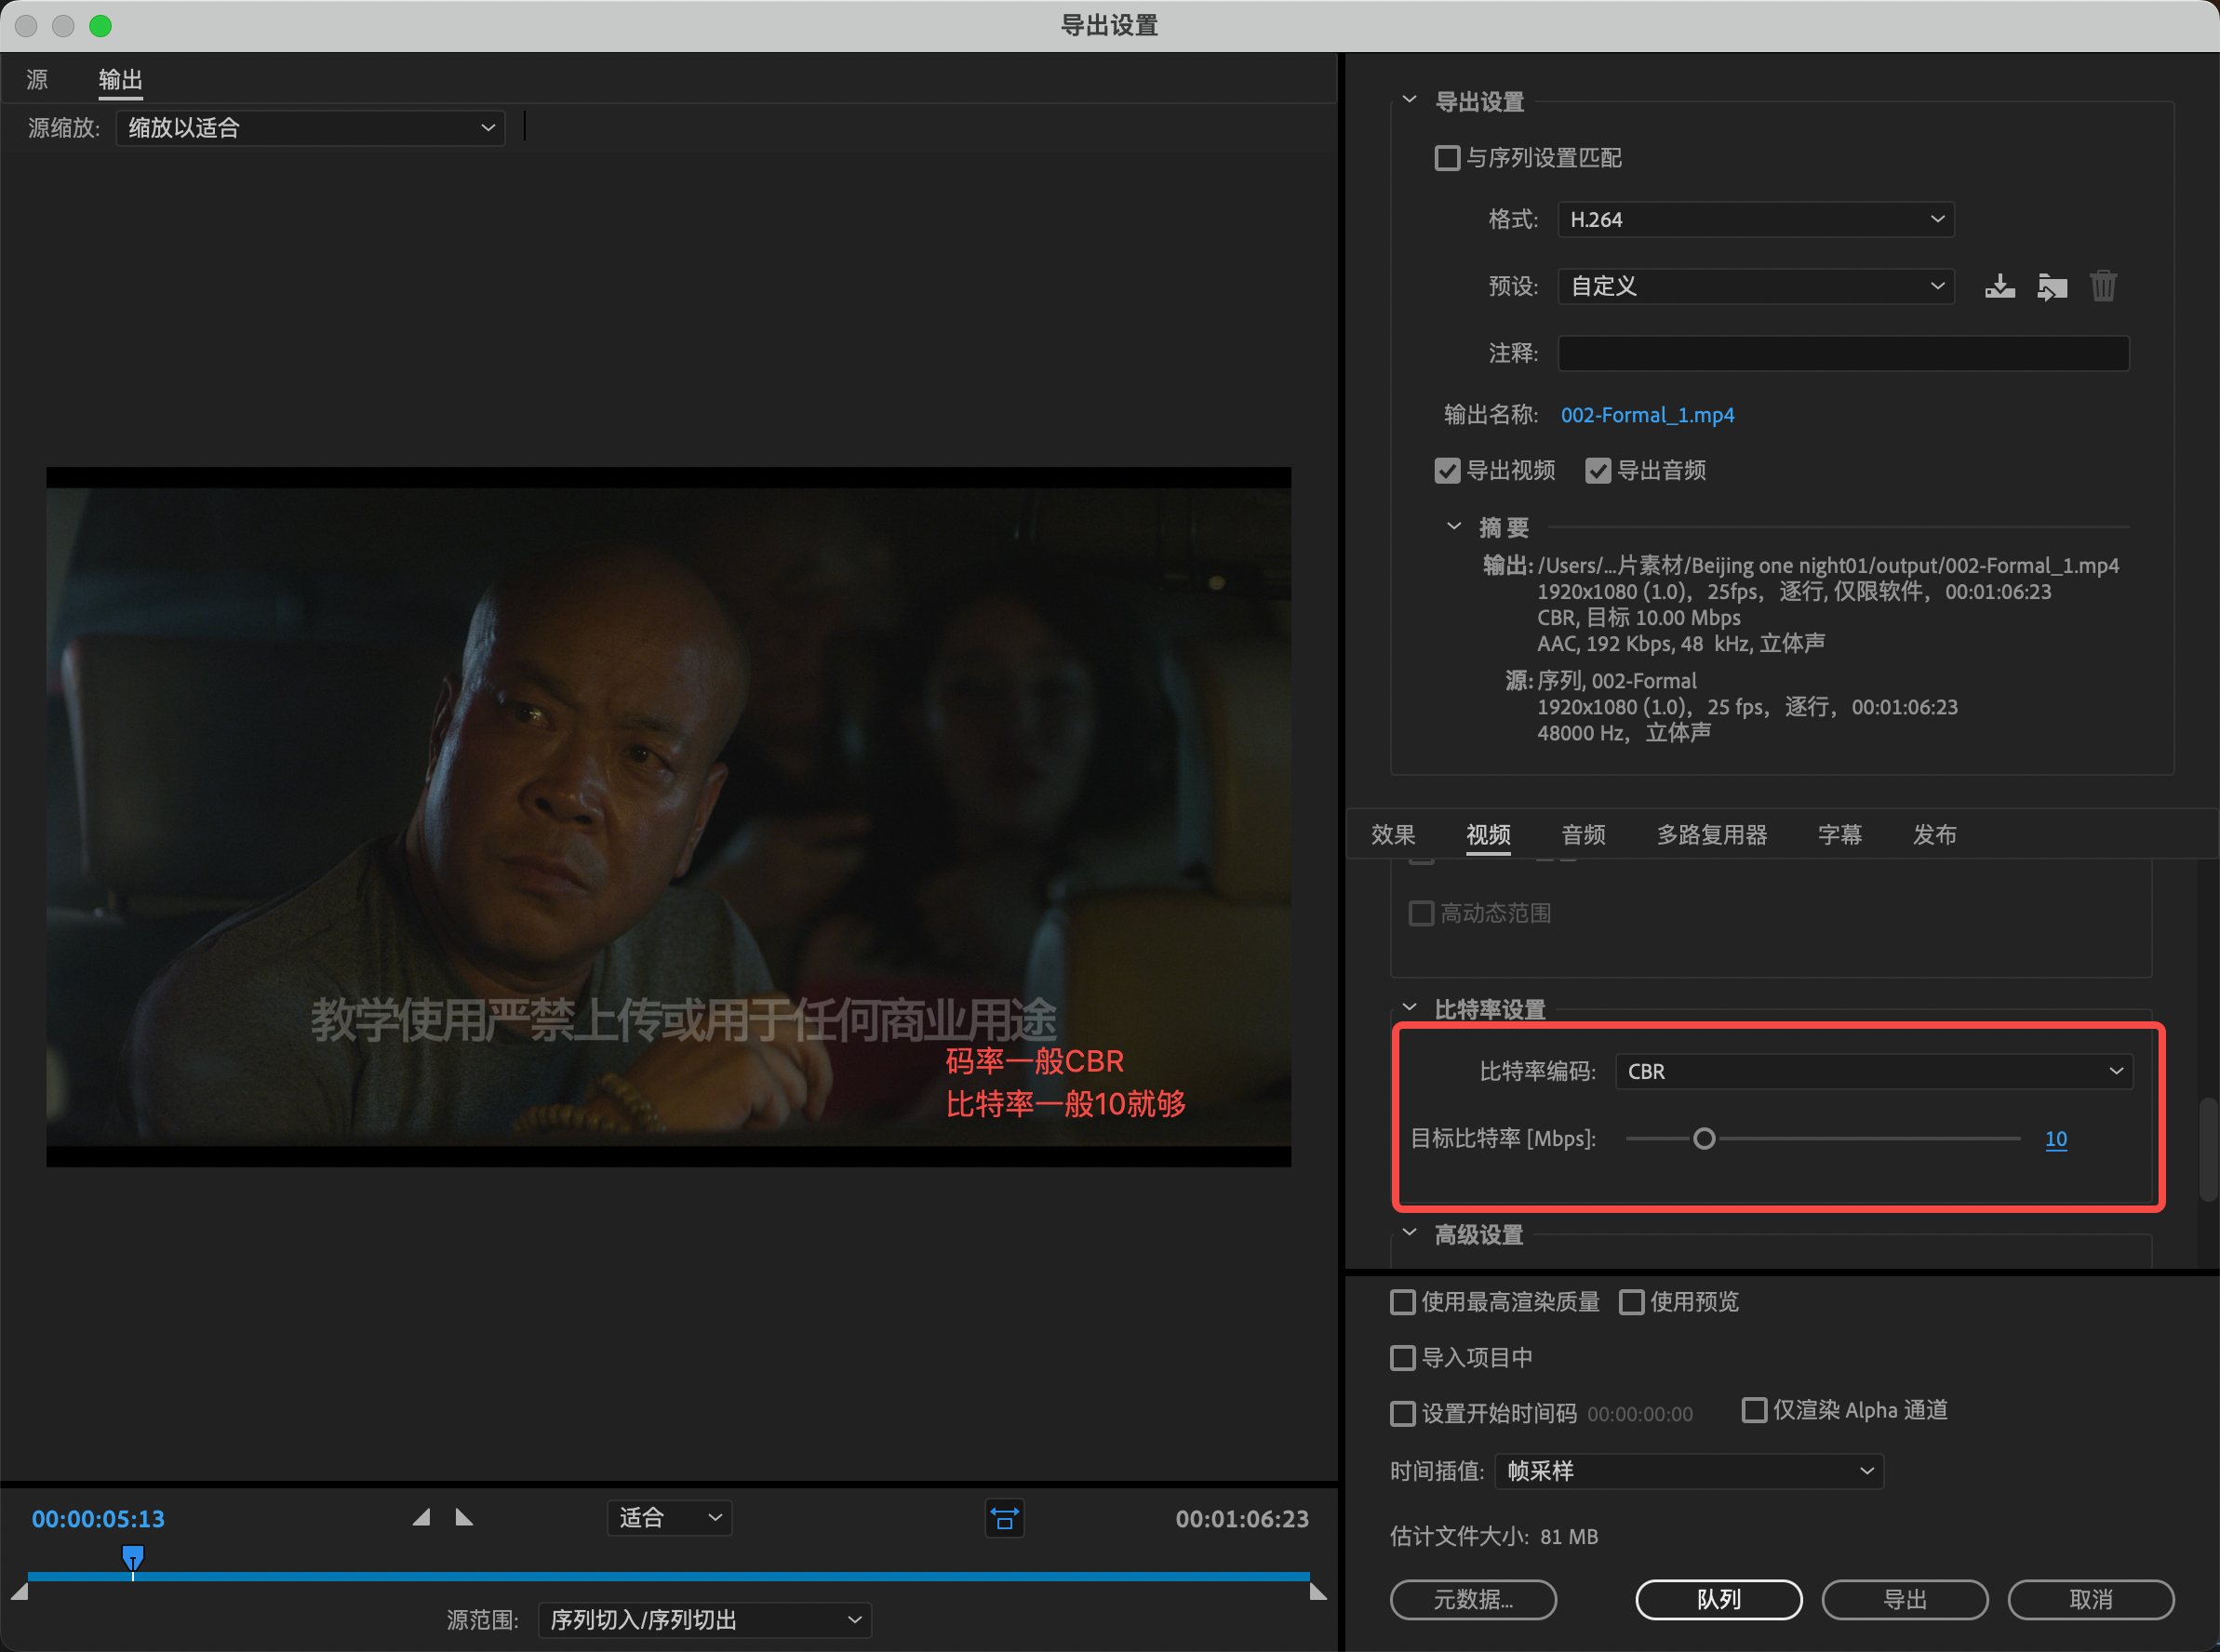 导出设置
源 输出
源缩放: 缩放以适合
教学使用严禁上传或用于任何商业用途
码率一般CBR
比特率一般10就够
00:00:05:13
适合
00:01:06:23
源范围: 序列切入/序列切出
导出设置
与序列设置匹配
格式: H.264
预设: 自定义
注释:
输出名称: 002-Formal_1.mp4
导出视频 导出音频
摘要
输出: /Users/...片素材/Beijing one night01/output/002-Formal_1.mp4
1920x1080 (1.0), 25fps, 逐行, 仅限软件, 00:01:06:23
CBR, 目标 10.00 Mbps
AAC, 192 Kbps, 48 kHz, 立体声
源: 序列, 002-Formal
1920x1080 (1.0), 25 fps, 逐行, 00:01:06:23
48000 Hz, 立体声
效果 视频 音频 多路复用器 字幕 发布
高动态范围
比特率设置
比特率编码: CBR
目标比特率 [Mbps]: 10
高级设置
使用最高渲染质量 使用预览
导入项目中
设置开始时间码 00:00:00:00 仅渲染 Alpha 通道
时间插值: 帧采样
估计文件大小: 81 MB
元数据... 队列 导出 取消